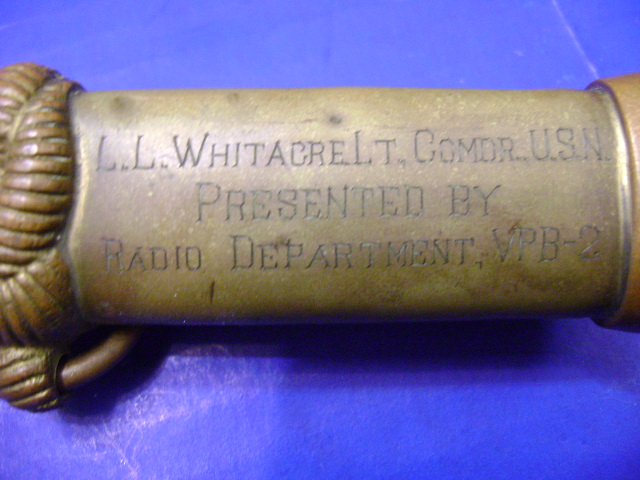 L.L. WHITACRE. LT. COMDR. U.S.N.
PRESENTED BY
RADIO DEPARTMENT, VPB-2